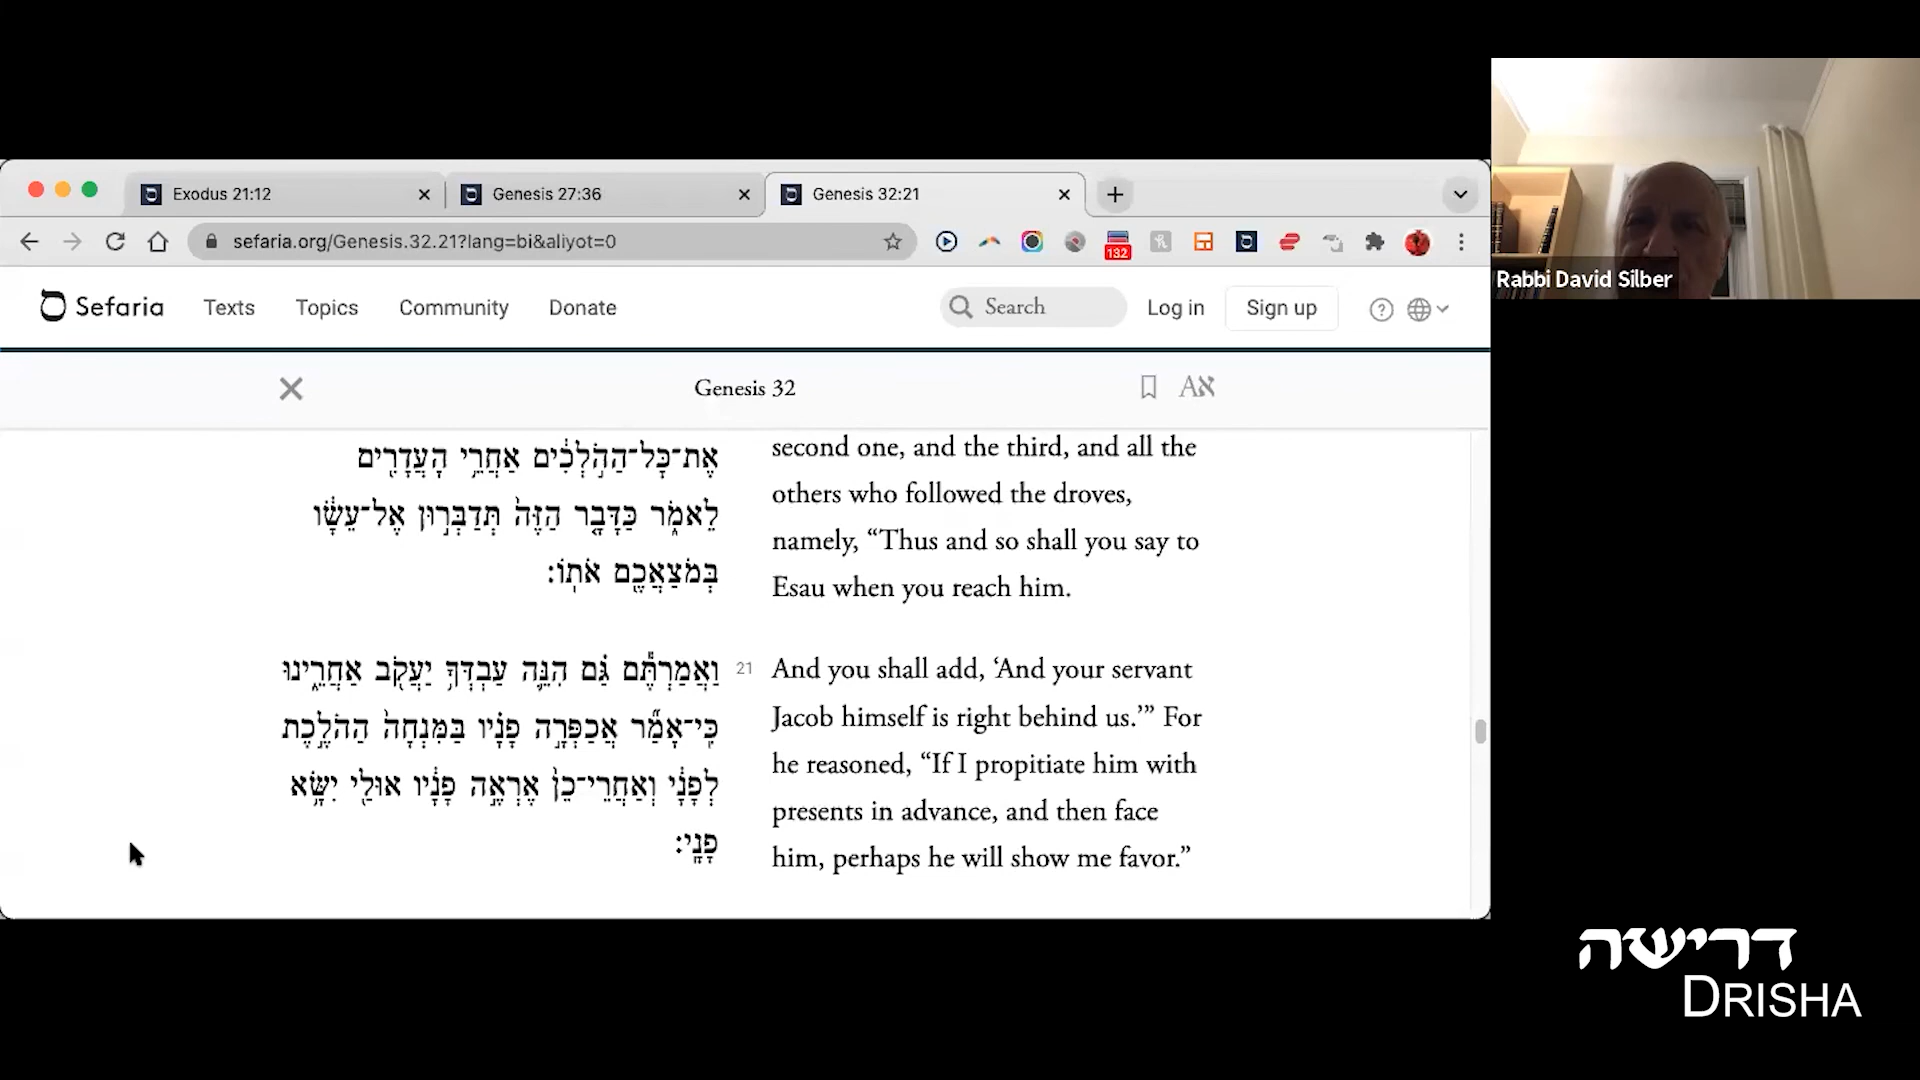 Exodus 21:12
Genesis 27:36
Genesis 32:21
sefaria.org/Genesis.32.21?lang=bi&aliyot=0
132
Sefaria
Texts
Topics
Community
Donate
Search
Log in
Sign up
Genesis 32
אA
אֶת־כׇּל־הַהֹ֣לְכִ֔ים אַחֲרֵ֥י הָעֲדָרִ֖ים
לֵאמֹ֑ר כַּדָּבָ֤ר הַזֶּה֙ תְּדַבְּר֣וּן אֶל־עֵשָׂ֔ו
בְּמֹצַאֲכֶ֖ם אֹתֽוֹ׃
second one, and the third, and all the
others who followed the droves,
namely, “Thus and so shall you say to
Esau when you reach him.
וַאֲמַרְתֶּ֕ם גַּ֗ם הִנֵּ֛ה עַבְדְּךָ֥ יַעֲקֹ֖ב אַחֲרֵ֑ינוּ
כִּֽי־אָמַ֞ר אֲכַפְּרָ֣ה פָנָ֗יו בַּמִּנְחָה֙ הַהֹלֶ֣כֶת
לְפָנָ֔י וְאַחֲרֵי־כֵן֙ אֶרְאֶ֣ה פָנָ֔יו אוּלַ֖י יִשָּׂ֥א
פָנָֽי׃
21
And you shall add, ‘And your servant
Jacob himself is right behind us.’” For
he reasoned, “If I propitiate him with
presents in advance, and then face
him, perhaps he will show me favor.”
Rabbi David Silber
דרישה
DRISHA